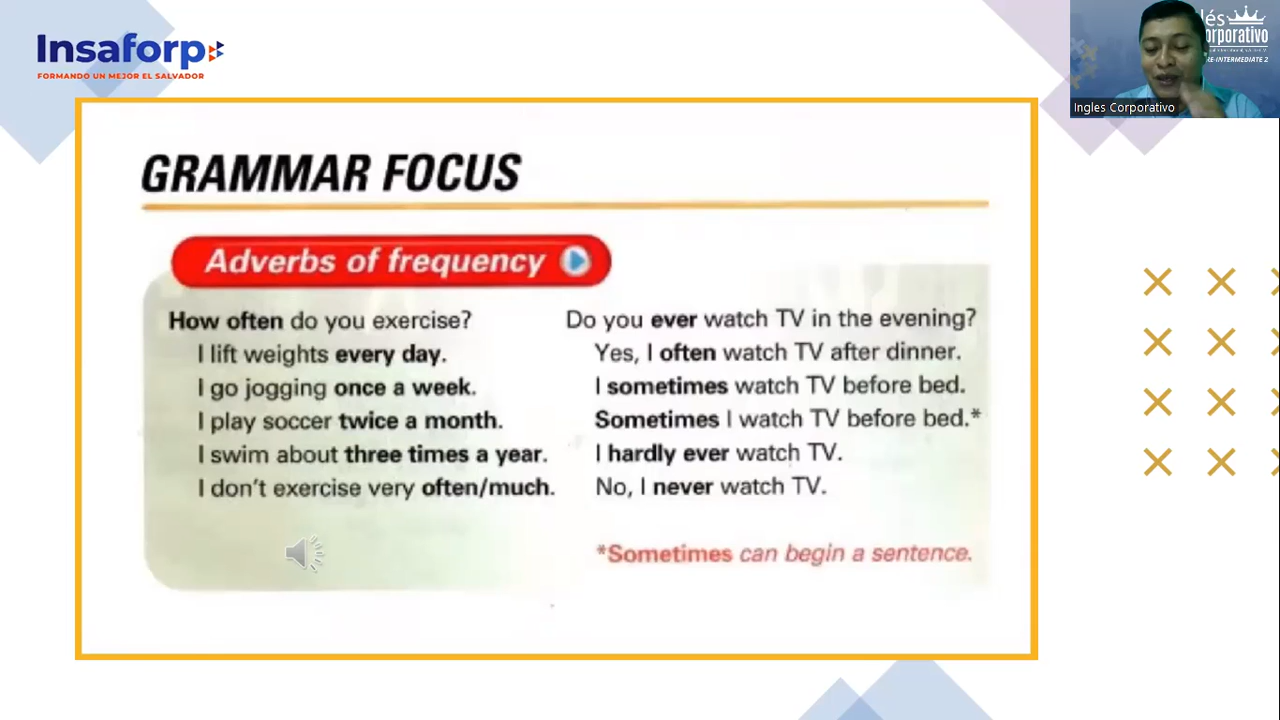 Insaforp
FORMANDO UN MEJOR EL SALVADOR
Corporativo
RE-INTERMEDIATE 2
Ingles Corporativo
GRAMMAR FOCUS
Adverbs of frequency
How often do you exercise?
I lift weights every day.
I go jogging once a week.
I play soccer twice a month.
I swim about three times a year.
I don't exercise very often/much.
Do you ever watch TV in the evening?
Yes, I often watch TV after dinner.
I sometimes watch TV before bed.
Sometimes I watch TV before bed.*
I hardly ever watch TV.
No, I never watch TV.
*Sometimes can begin a sentence.